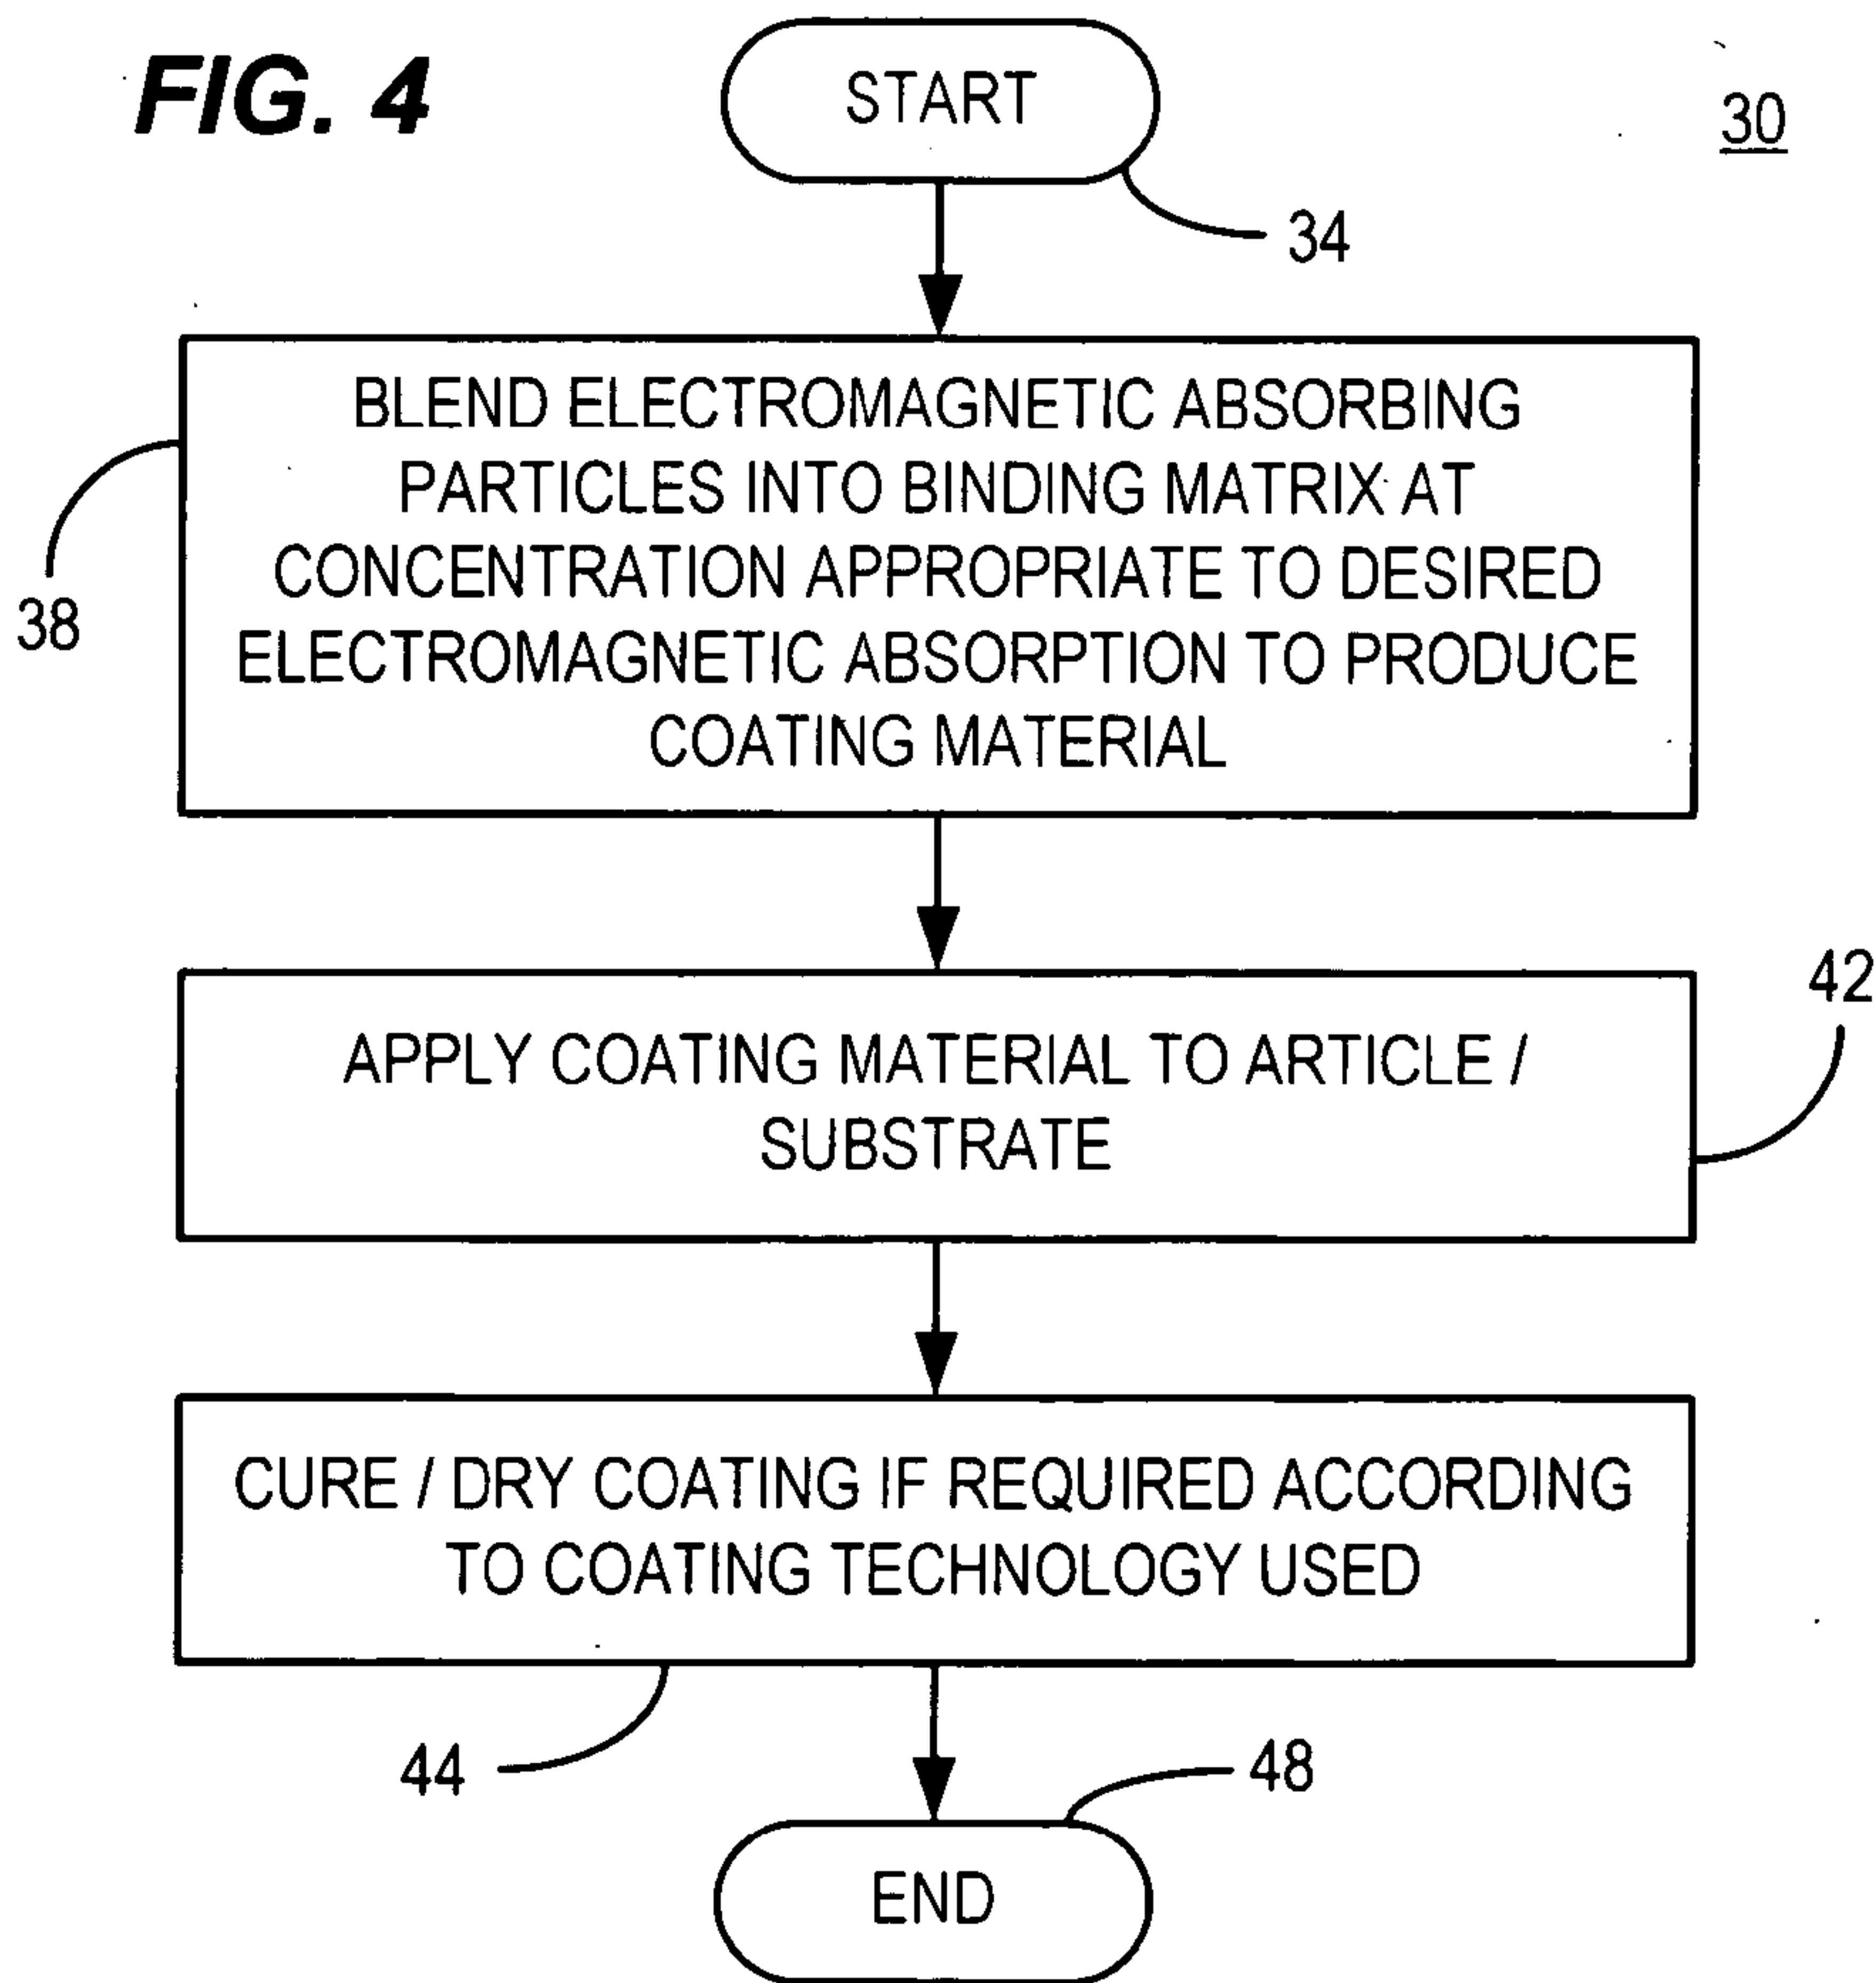 FIG. 4
START
30
34
BLEND ELECTROMAGNETIC ABSORBING
PARTICLES INTO BINDING MATRIX AT
CONCENTRATION APPROPRIATE TO DESIRED
ELECTROMAGNETIC ABSORPTION TO PRODUCE
COATING MATERIAL
38
42
APPLY COATING MATERIAL TO ARTICLE /
SUBSTRATE
CURE / DRY COATING IF REQUIRED ACCORDING
TO COATING TECHNOLOGY USED
44
48
END